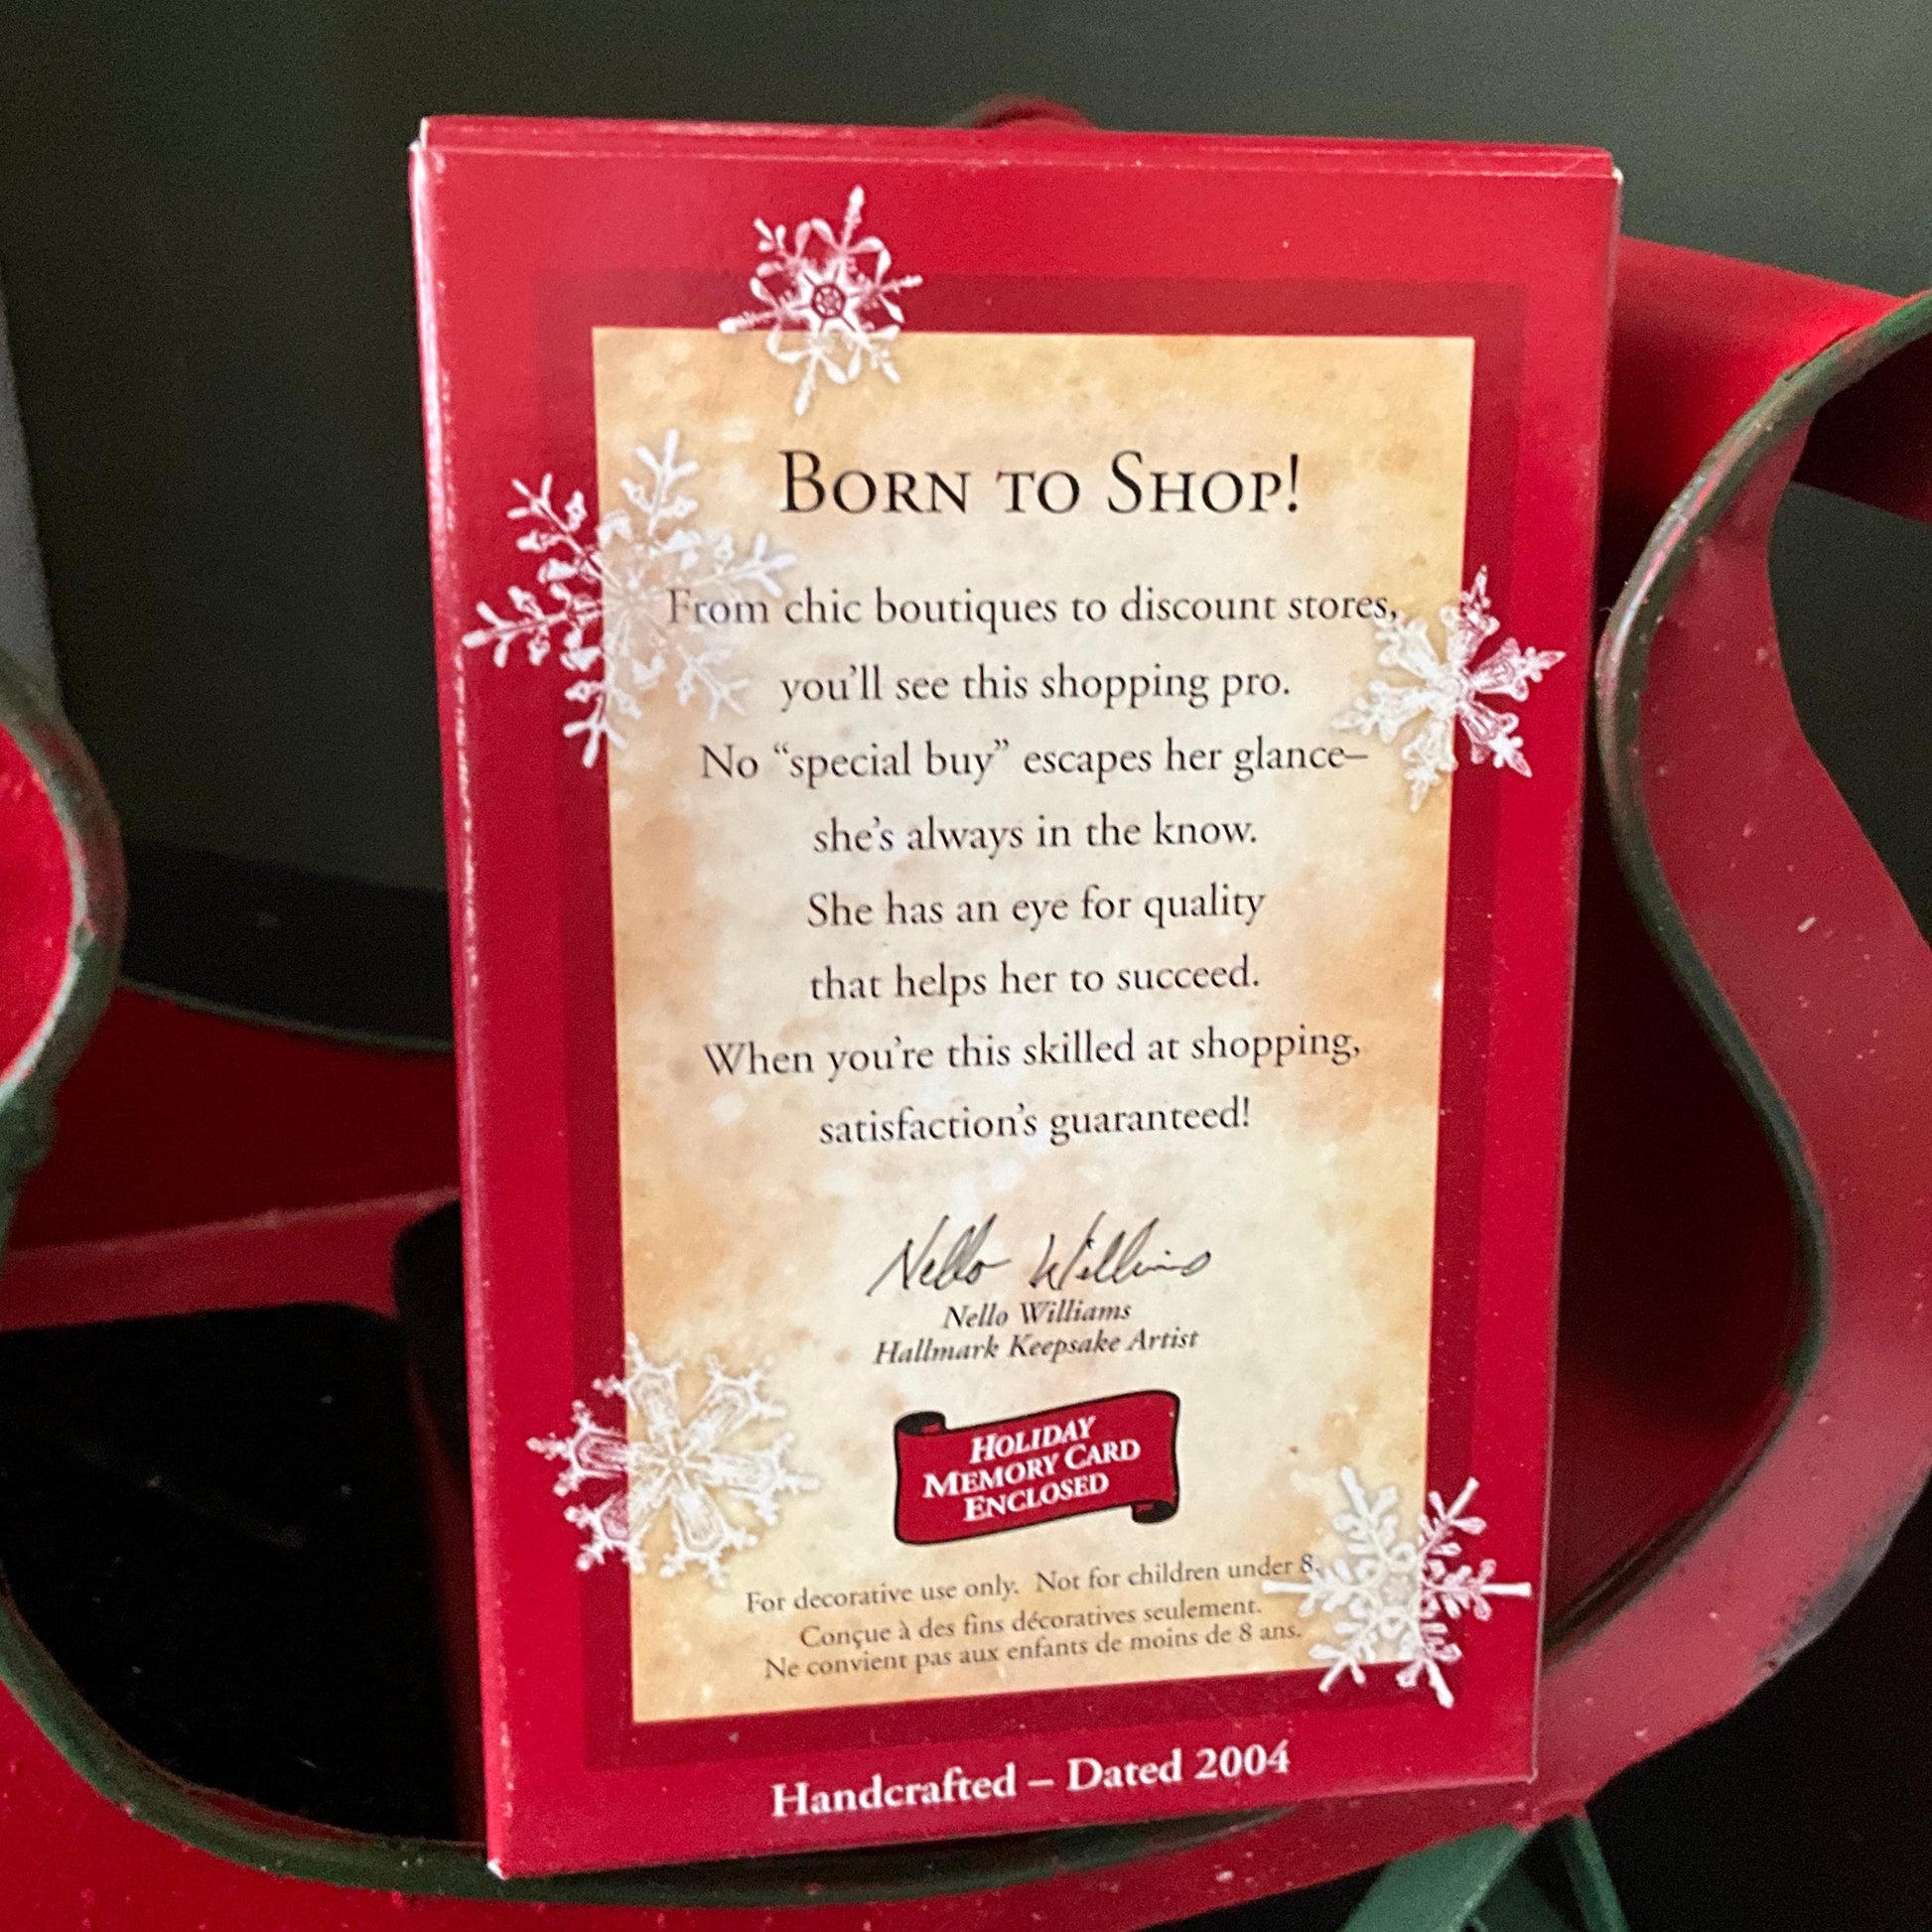 BORN TO SHOP!
From chic boutiques to discount stores,
you'll see this shopping pro.
No “special buy” escapes her glance–
she's always in the know.
She has an eye for quality
that helps her to succeed.
When you're this skilled at shopping,
satisfaction's guaranteed!
Nello Williams
Nello Williams
Hallmark Keepsake Artist
HOLIDAY
MEMORY CARD
ENCLOSED
For decorative use only. Not for children under 8.
Conçue à des fins décoratives seulement.
Ne convient pas aux enfants de moins de 8 ans.
Handcrafted – Dated 2004